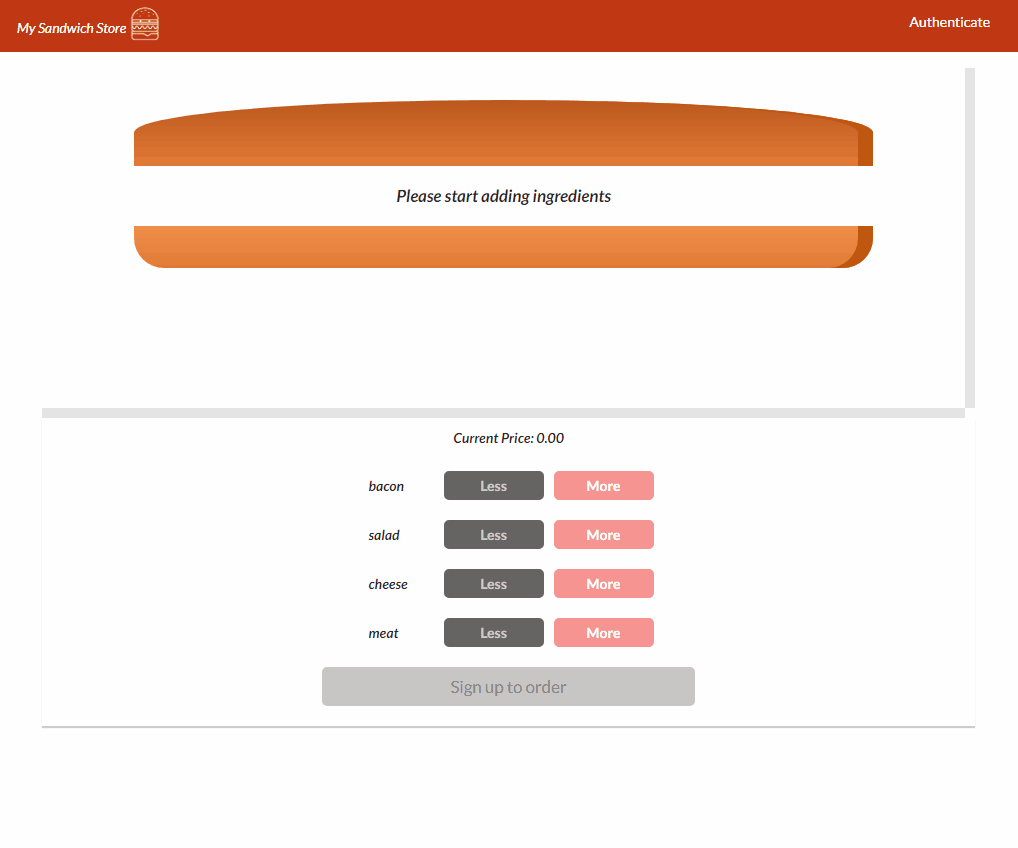 My Sandwich Store
Authenticate
Please start adding ingredients
Current Price: 0.00
bacon Less More
salad Less More
cheese Less More
meat Less More
Sign up to order